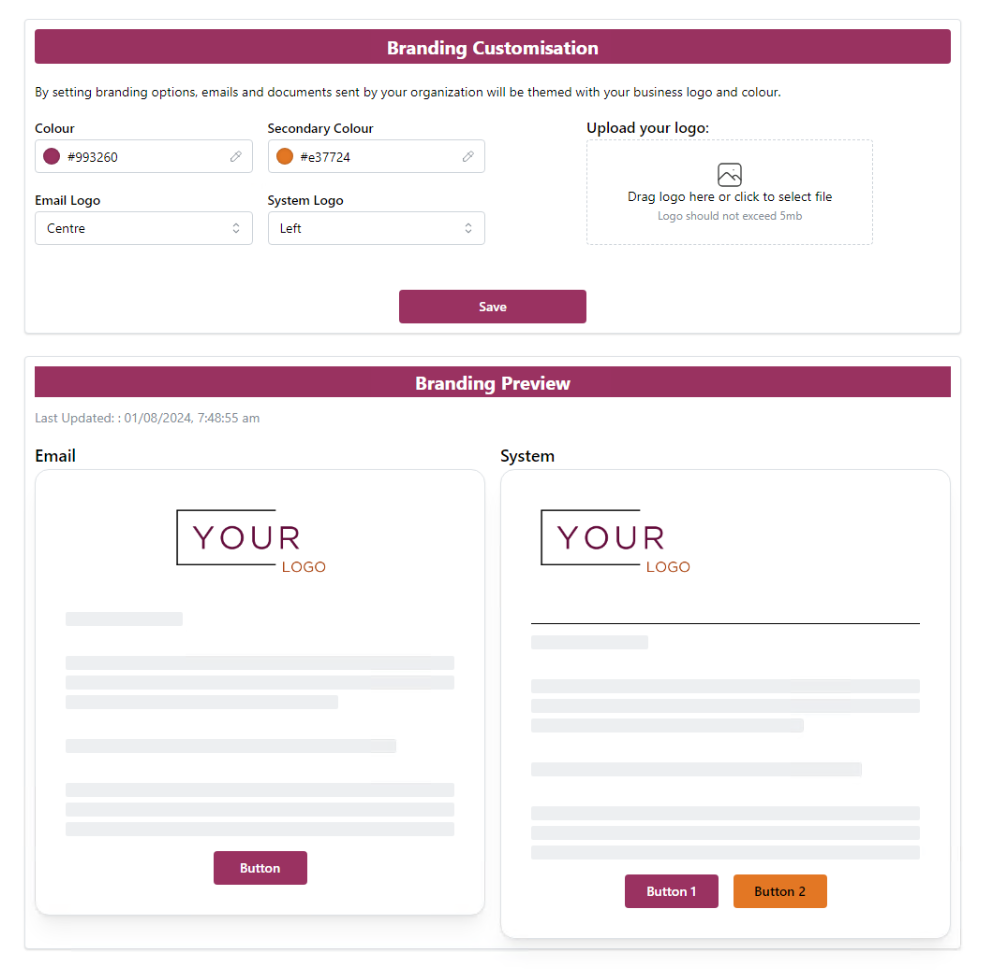 Branding Customisation
By setting branding options, emails and documents sent by your organization will be themed with your business logo and colour.
Colour
Secondary Colour
Upload your logo:
#993260
#e37724
Drag logo here or click to select file
Logo should not exceed 5mb
Email Logo
System Logo
Centre
Left
Save
Branding Preview
Last Updated: : 01/08/2024, 7:48:55 am
Email
System
YOUR
LOGO
YOUR
LOGO
Button
Button 1
Button 2